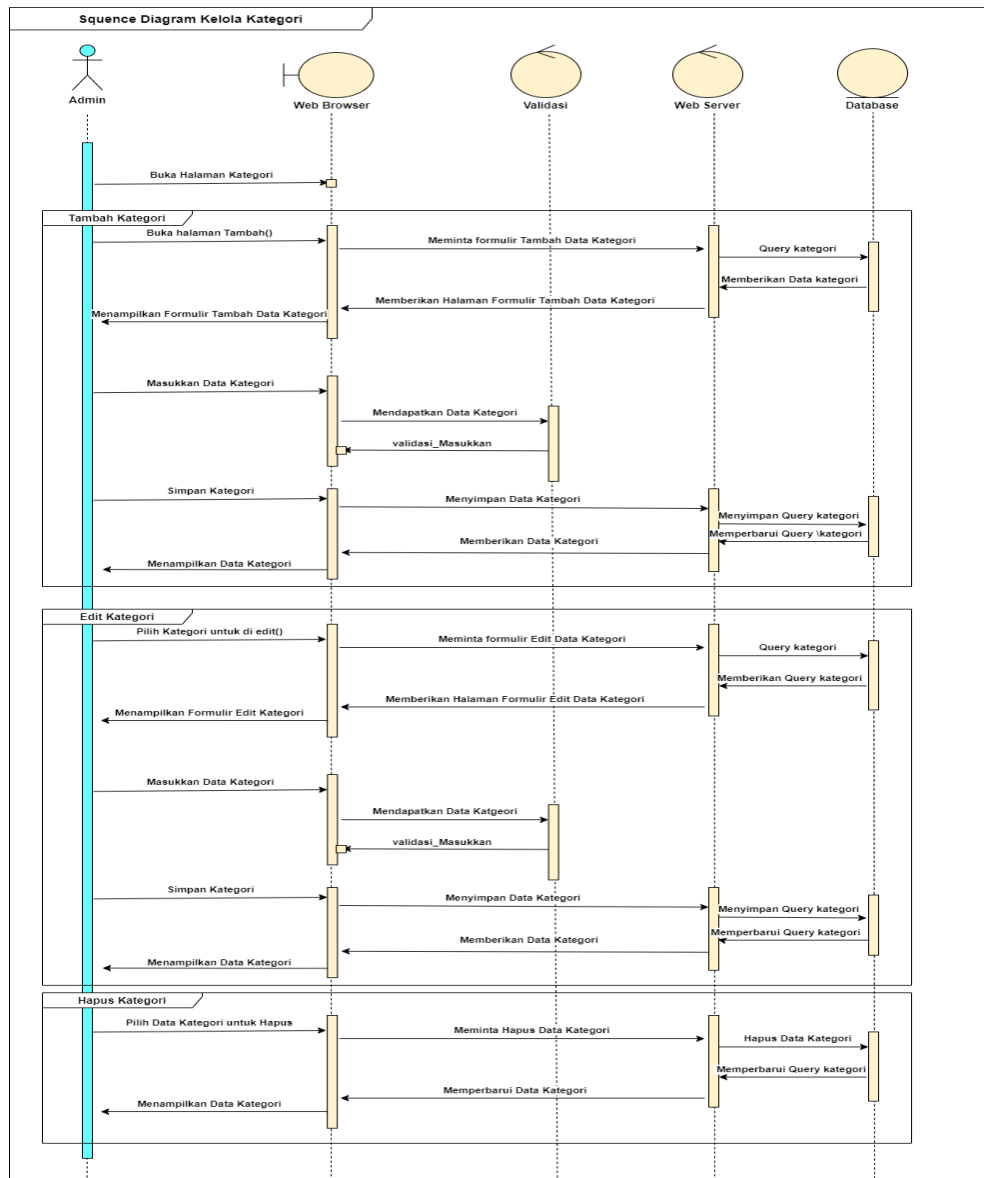 Squence Diagram Kelola Kategori
Admin
Web Browser
Validasi
Web Server
Database
Buka Halaman Kategori
Tambah Kategori
Buka halaman Tambah()
Meminta formulir Tambah Data Kategori
Query kategori
Memberikan Data kategori
Memberikan Halaman Formulir Tambah Data Kategori
Menampilkan Formulir Tambah Data Kategori
Masukkan Data Kategori
Mendapatkan Data Kategori
validasi_Masukkan
Simpan Kategori
Menyimpan Data Kategori
Menyimpan Query kategori
Memperbarui Query \kategori
Memberikan Data Kategori
Menampilkan Data Kategori
Edit Kategori
Pilih Kategori untuk di edit()
Meminta formulir Edit Data Kategori
Query kategori
Memberikan Query kategori
Memberikan Halaman Formulir Edit Data Kategori
Menampilkan Formulir Edit Kategori
Masukkan Data Kategori
Mendapatkan Data Katgeori
validasi_Masukkan
Simpan Kategori
Menyimpan Data Kategori
Menyimpan Query kategori
Memperbarui Query kategori
Memberikan Data Kategori
Menampilkan Data Kategori
Hapus Kategori
Pilih Data Kategori untuk Hapus
Meminta Hapus Data Kategori
Hapus Data Kategori
Memperbarui Query kategori
Memperbarui Data Kategori
Menampilkan Data Kategori